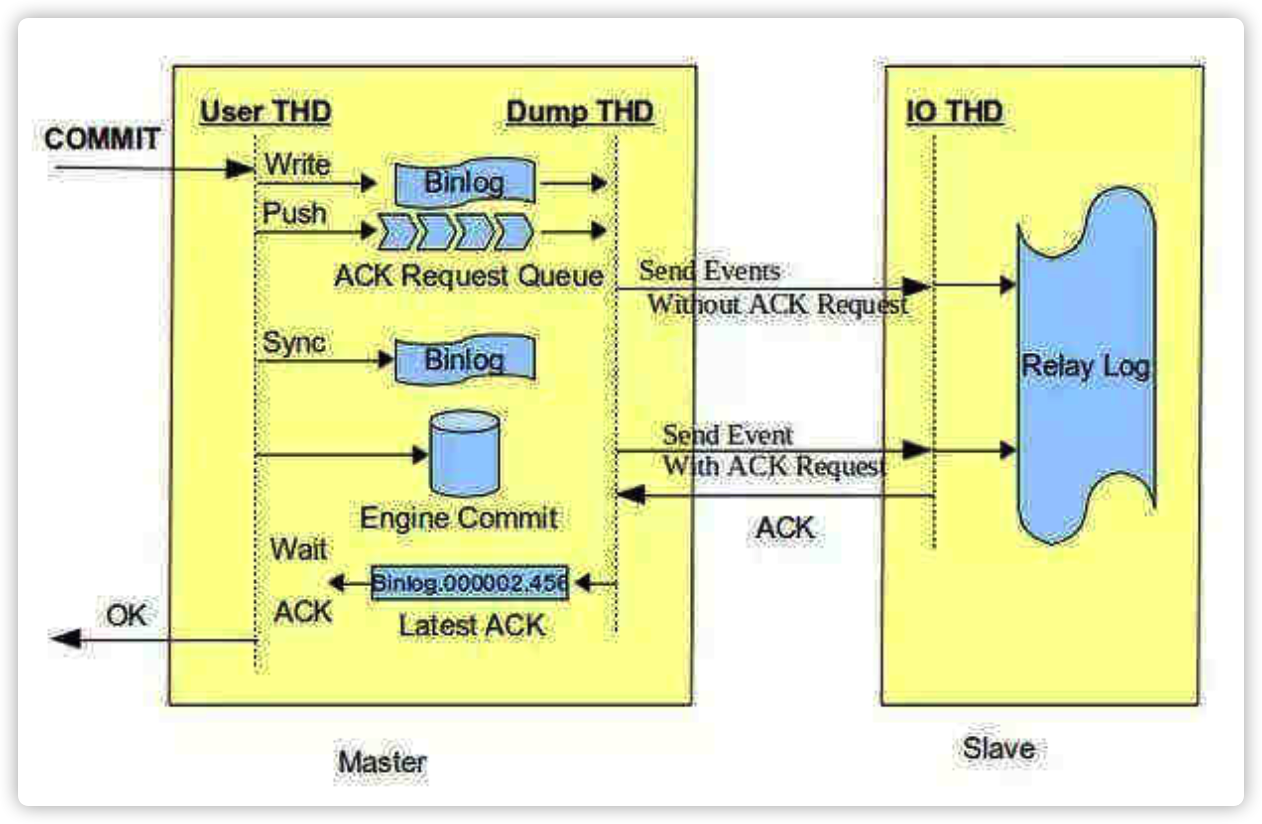 User THD
Dump THD
IO THD
COMMIT
Write
Binlog
Push
ACK Request Queue
Send Events
Without ACK Request
Sync
Binlog
Relay Log
Send Event
With ACK Request
Engine Commit
ACK
Wait
Binlog.000002.456
ACK
OK
Latest ACK
Master
Slave